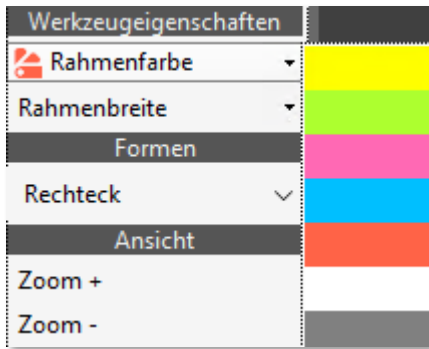 Werkzeugeigenschaften
Rahmenfarbe
Rahmenbreite
Formen
Rechteck
Ansicht
Zoom +
Zoom -